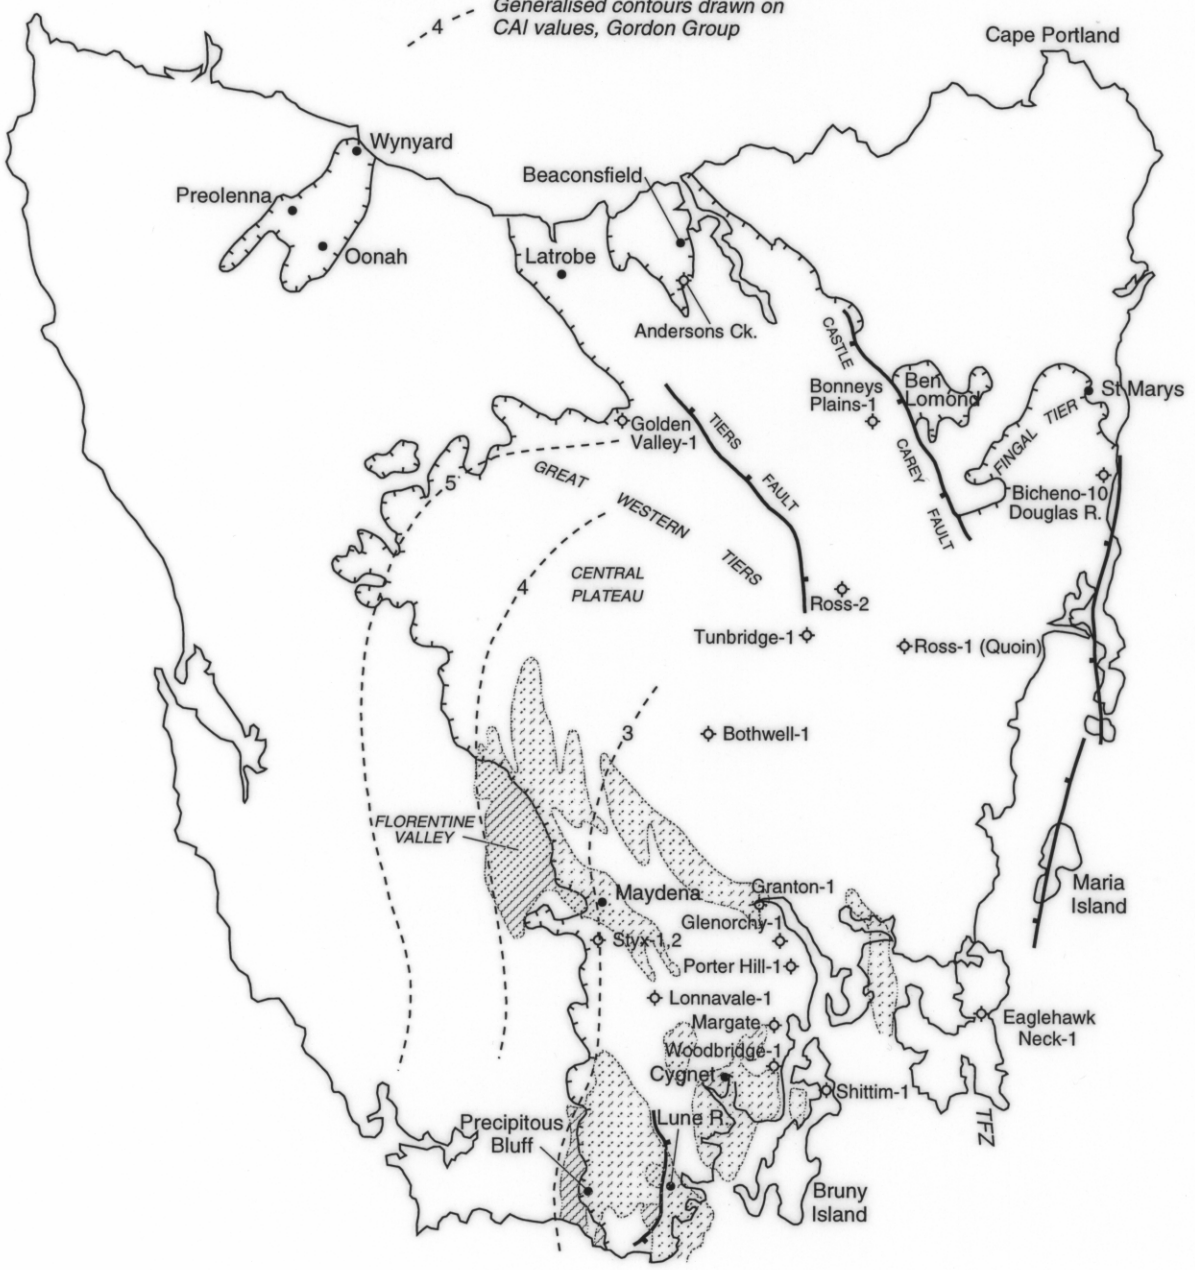 Generalised contours drawn on
4
CAI values, Gordon Group
Cape Portland
Wynyard
Beaconsfield
Preolenna
Oonah
Latrobe
Andersons Ck.
CASTLE
Bonneys
Plains-1
Ben
Lomond
St Marys
FINGAL TIER
Golden
Valley-1
TIERS
FAULT
CAREY
FAULT
5
GREAT
WESTERN
TIERS
Bicheno-10
Douglas R.
4
CENTRAL
PLATEAU
Ross-2
Tunbridge-1
Ross-1 (Quoin)
3
Bothwell-1
FLORENTINE
VALLEY
Maydena
Granton-1
Maria
Island
Glenorchy-1
Styx-1,2
Porter Hill-1
Lonnavale-1
Margate
Eaglehawk
Neck-1
Woodbridge-1
Cygnet
Shittim-1
Precipitous
Bluff
Lune R.
TFZ
Bruny
Island